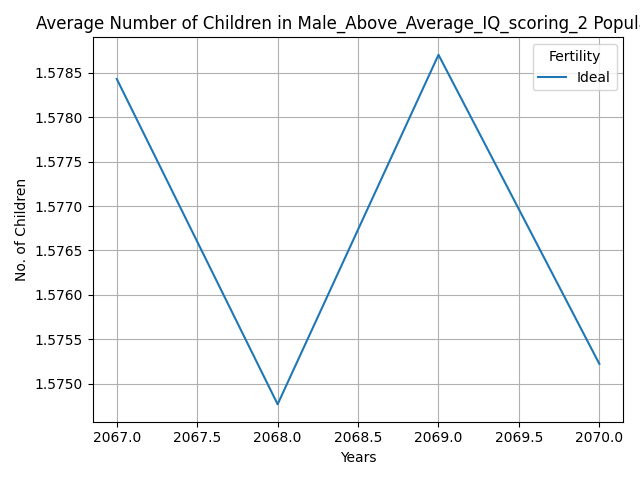 Average Number of Children in Male_Above_Average_IQ_scoring_2
Fertility
Ideal
1.5785
1.5780
1.5775
1.5770
1.5765
1.5760
1.5755
1.5750
No. of Children
2067.0 2067.5 2068.0 2068.5 2069.0 2069.5 2070.0
Years